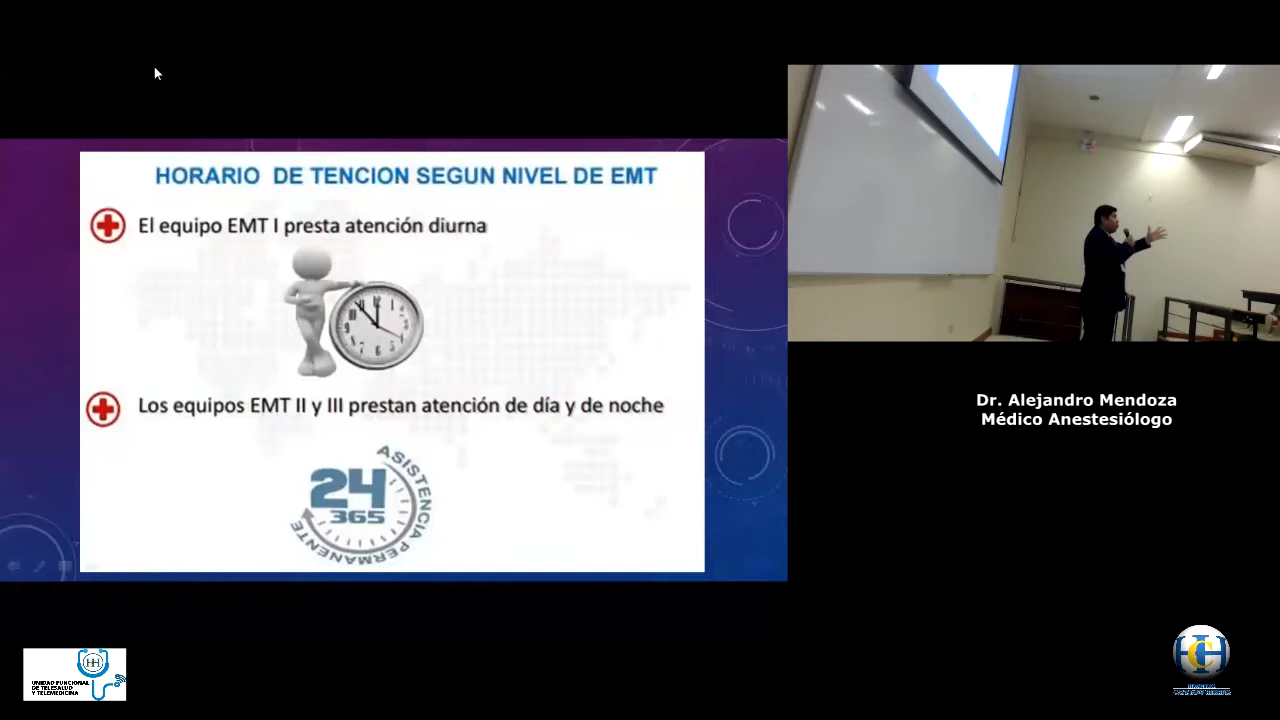 HORARIO  DE TENCION SEGUN NIVEL DE EMT
El equipo EMT I presta atención diurna
Los equipos EMT II y III prestan atención de día y de noche
24
365
ASISTENCIA PERMANENTE
Dr. Alejandro Mendoza
Médico Anestesiólogo
UNIDAD FUNCIONAL
DE TELESALUD
Y TELEMEDICINA